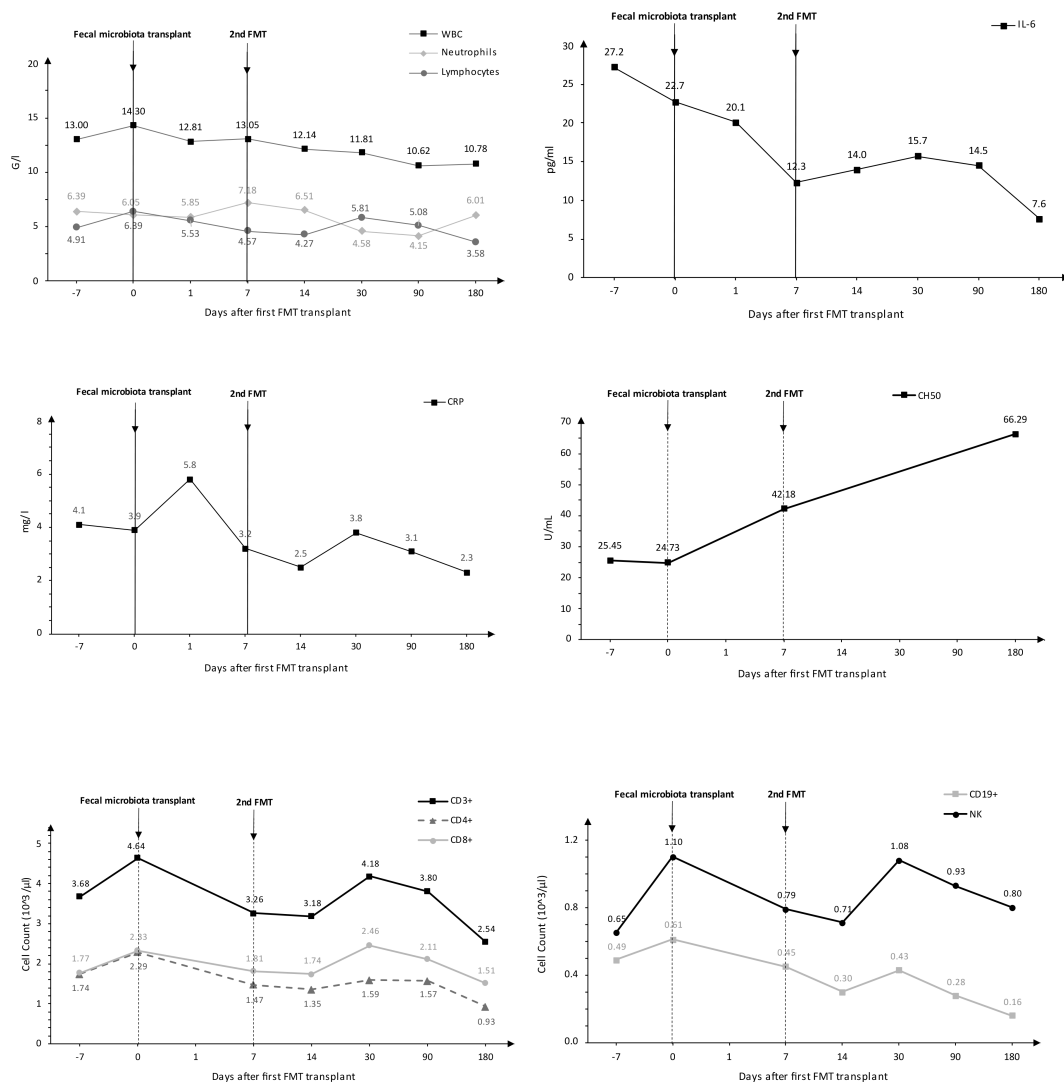 Fecal microbiota transplant 2nd FMT
WBC
Neutrophils
Lymphocytes
20
15
10
5
0
G/l
13.00 14.30 12.81 13.05 12.14 11.81 10.62 10.78
6.39 6.05 5.85 7.18 6.51 4.58 4.15 6.01
4.91 6.39 5.53 4.57 4.27 5.81 5.08 3.58
-7 0 1 7 14 30 90 180
Days after first FMT transplant
Fecal microbiota transplant 2nd FMT
IL-6
30
25
20
15
10
5
0
pg/ml
27.2 22.7 20.1 12.3 14.0 15.7 14.5 7.6
-7 0 1 7 14 30 90 180
Days after first FMT transplant
Fecal microbiota transplant 2nd FMT
CRP
8
6
4
2
0
mg/l
4.1 3.9 5.8 3.2 2.5 3.8 3.1 2.3
-7 0 1 7 14 30 90 180
Days after first FMT transplant
Fecal microbiota transplant 2nd FMT
CH50
70
60
50
40
30
20
10
0
U/mL
25.45 24.73 42.18 66.29
-7 0 1 7 14 30 90 180
Days after first FMT transplant
Fecal microbiota transplant 2nd FMT
CD3+
CD4+
CD8+
5
4
3
2
1
0
Cell Count (10^3/µl)
3.68 4.64 3.26 3.18 4.18 3.80 2.54
1.77 2.33 1.81 1.74 2.46 2.11 1.51
1.74 2.29 1.47 1.35 1.59 1.57 0.93
-7 0 1 7 14 30 90 180
Days after first FMT transplant
Fecal microbiota transplant 2nd FMT
CD19+
NK
1.2
0.8
0.4
0.0
Cell Count (10^3/µl)
0.65 1.10 0.79 0.71 1.08 0.93 0.80
0.49 0.61 0.45 0.30 0.43 0.28 0.16
-7 0 1 7 14 30 90 180
Days after first FMT transplant